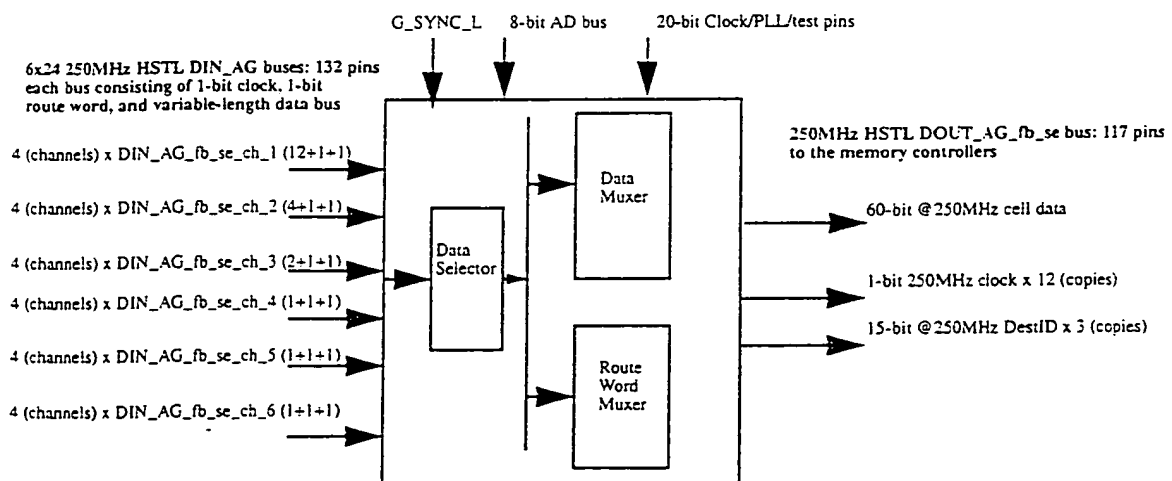 G_SYNC_L
8-bit AD bus
20-bit Clock/PLL/test pins
6x24 250MHz HSTL DIN_AG buses: 132 pins
each bus consisting of 1-bit clock, 1-bit
route word, and variable-length data bus
4 (channels) x DIN_AG_fb_se_ch_1 (12+1+1)
4 (channels) x DIN_AG_fb_se_ch_2 (4+1+1)
4 (channels) x DIN_AG_fb_se_ch_3 (2+1+1)
4 (channels) x DIN_AG_fb_se_ch_4 (1+1+1)
4 (channels) x DIN_AG_fb_se_ch_5 (1+1+1)
4 (channels) x DIN_AG_fb_se_ch_6 (1+1+1)
Data
Selector
Data
Muxer
Route
Word
Muxer
250MHz HSTL DOUT_AG_fb_se bus: 117 pins
to the memory controllers
60-bit @250MHz cell data
1-bit 250MHz clock x 12 (copies)
15-bit @250MHz DestID x 3 (copies)